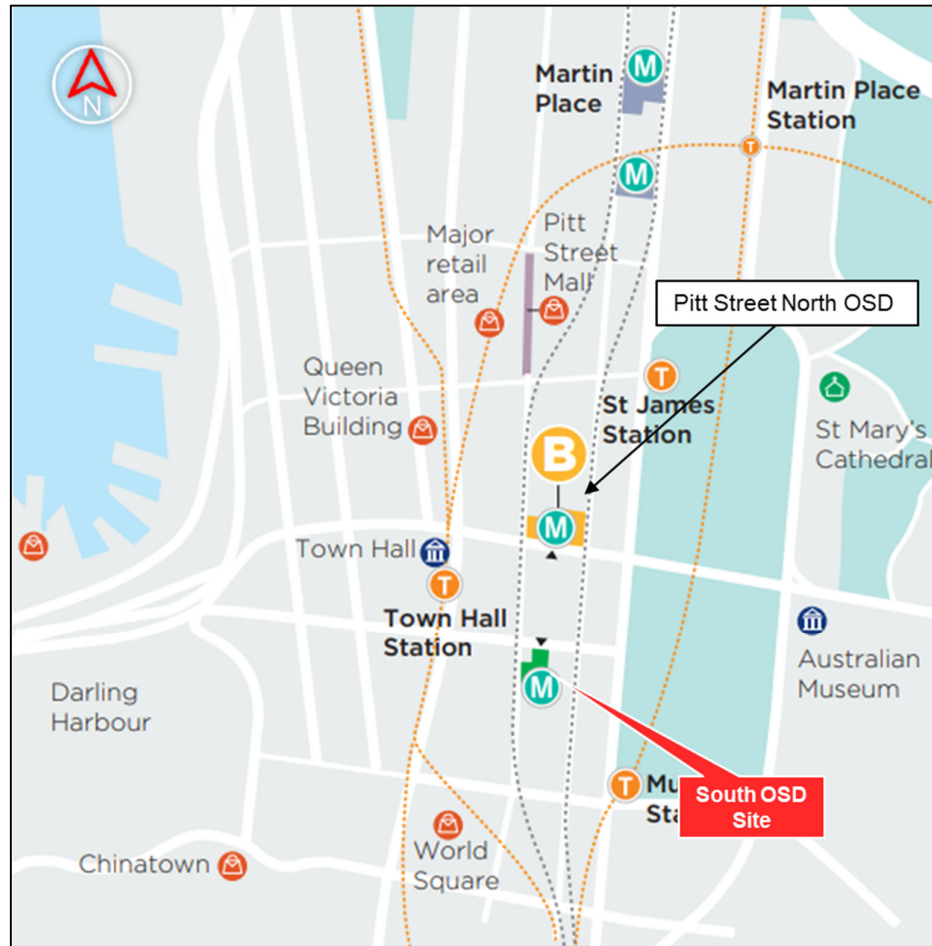 N
Martin
Place
M
Martin Place
Station
T
M
Major
retail
area
Pitt
Street
Mall
Pitt Street North OSD
Queen
Victoria
Building
T
St James
Station
St Mary's
Cathedral
B
M
Town Hall
T
Town Hall
Station
M
Australian
Museum
Darling
Harbour
T
Mu
Sta
South OSD
Site
World
Square
Chinatown